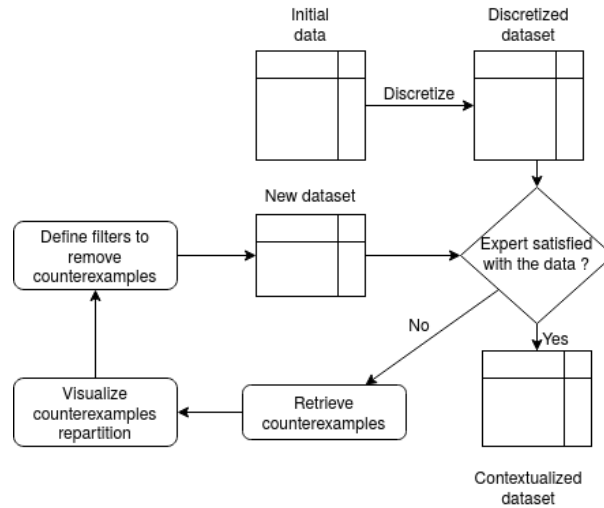 Initial
data
Discretized
dataset
Discretize
New dataset
Define filters to
remove
counterexamples
Expert satisfied
with the data ?
No
Yes
Visualize
counterexamples
repartition
Retrieve
counterexamples
Contextualized
dataset